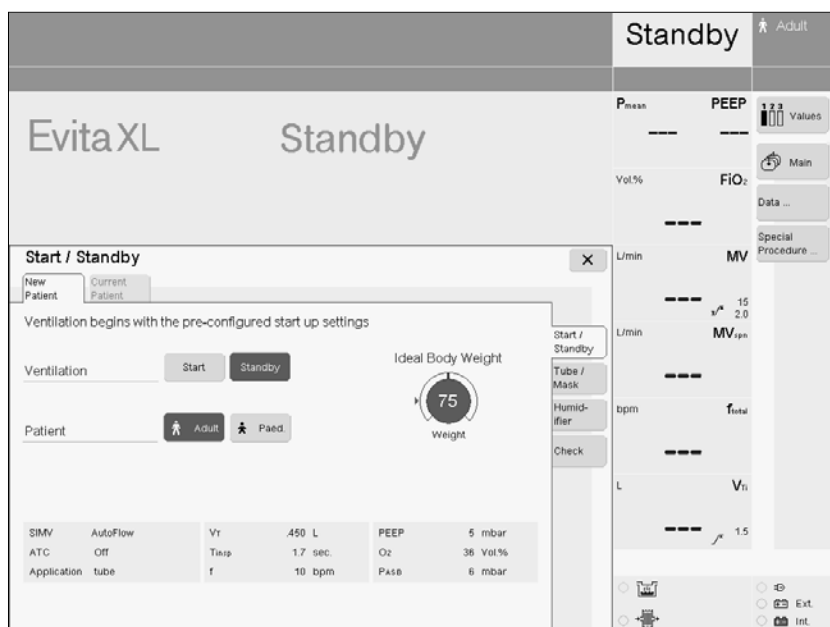 Standby
Adult
Evita XL Standby
Pmean PEEP
--- ---
1 2 3
Values
Main
Vol.% FiO2
---
Data ...
Special
Procedure ...
Start / Standby
New
Patient
Current
Patient
Ventilation begins with the pre-configured start up settings
Ventilation Start Standby
Ideal Body Weight
75
Weight
Patient Adult Paed.
Start /
Standby
Tube /
Mask
Humid-
ifier
Check
L/min MV
--- 15
2.0
L/min MVspn
---
bpm ftotal
---
L VTi
--- 1.5
SIMV AutoFlow VT .450 L PEEP 5 mbar
ATC Off Tinsp 1.7 sec. O2 36 Vol.%
Application tube f 10 bpm PASB 6 mbar
Ext.
Int.